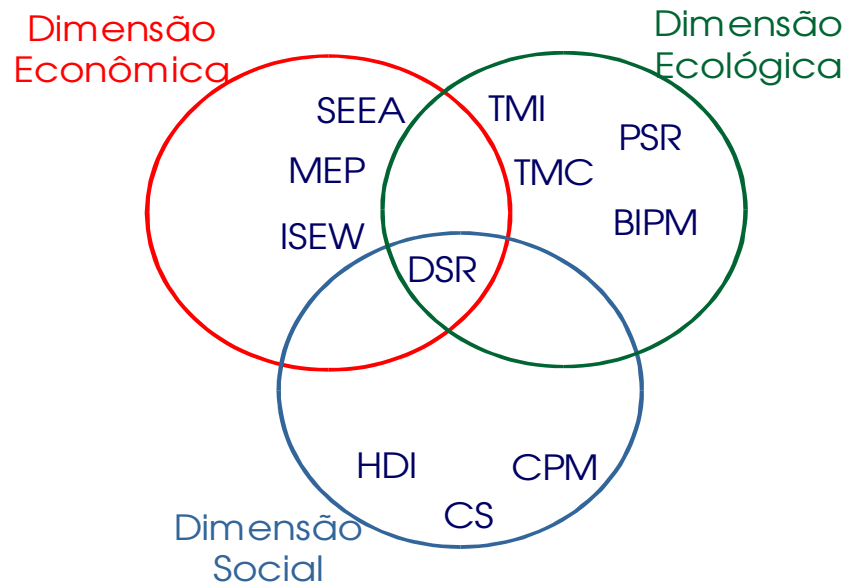 Dimensão
Econômica
Dimensão
Ecológica
SEEA
TMI
PSR
MEP
TMC
BIPM
ISEW
DSR
HDI
CPM
CS
Dimensão
Social